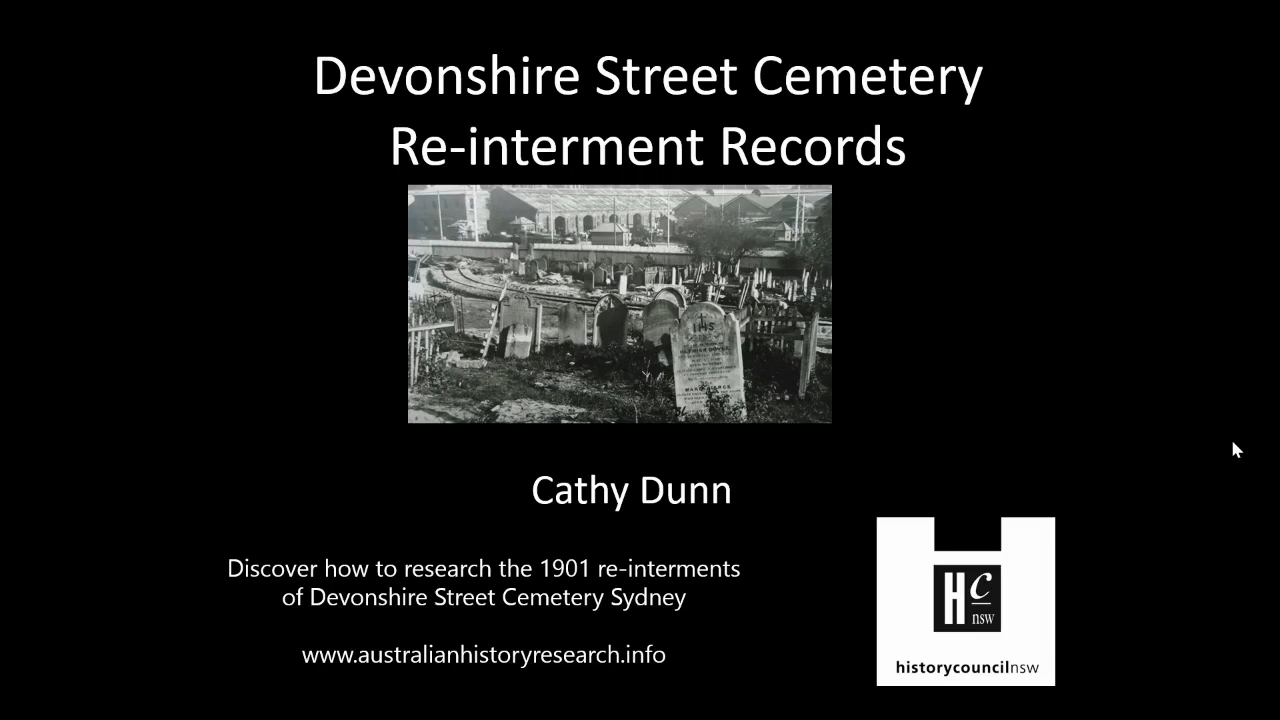 Devonshire Street Cemetery
Re-interment Records
IHS
Cathy Dunn
Discover how to research the 1901 re-interments
of Devonshire Street Cemetery Sydney
www.australianhistoryresearch.info
Hc
nsw
historycouncilnsw